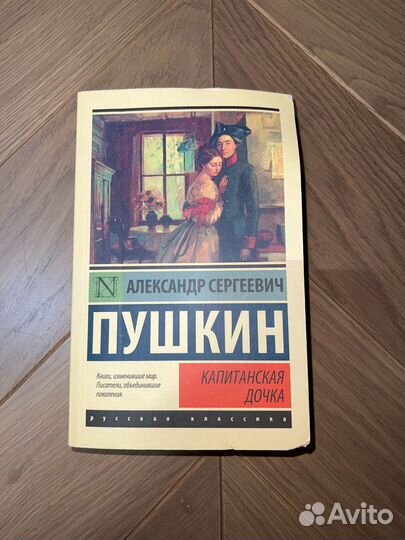 N
АЛЕКСАНДР СЕРГЕЕВИЧ
ПУШКИН
Книги, изменившие мир.
Писатели, объединившие
поколения.
КАПИТАНСКАЯ
ДОЧКА
русская классика
Avito